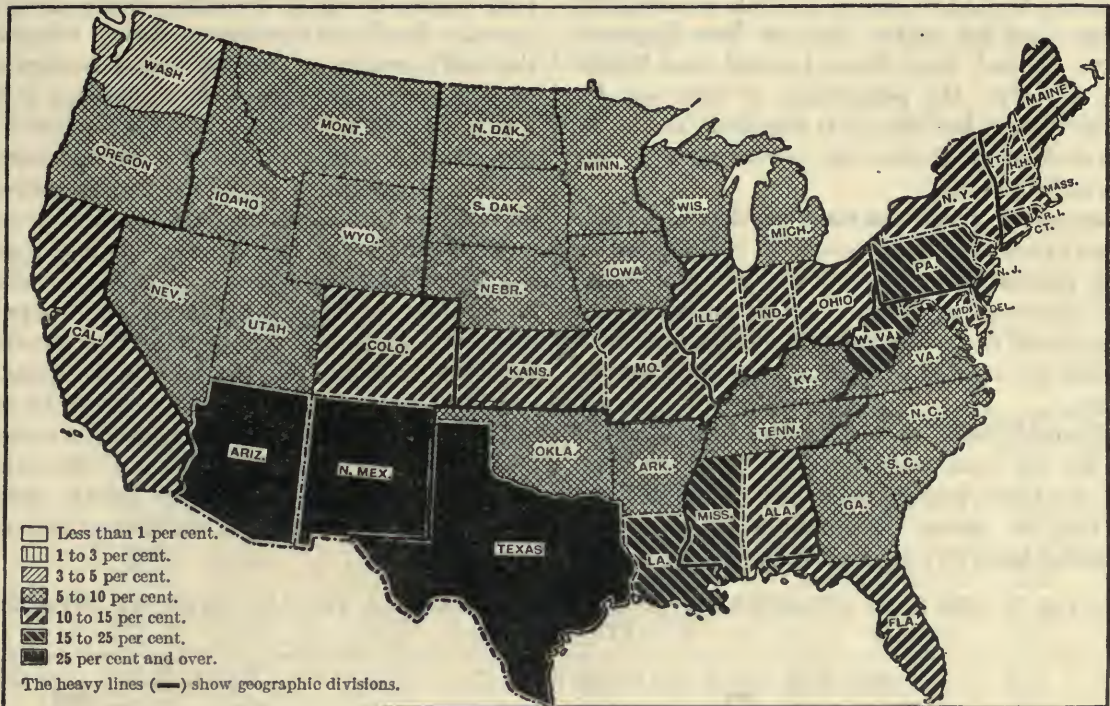 WASH.
MONT.
N. DAK.
MINN.
MAINE
OREGON
IDAHO
S. DAK.
WIS.
MICH.
VT.
H.H.
MASS.
N.Y.
R. I.
CT.
WYO.
NEBR.
IOWA
PA.
N. J.
NEV.
UTAH
COLO.
KANS.
MO.
ILL.
IND.
OHIO
W. VA.
MD.
DEL.
CAL.
KY.
VA.
TENN.
N. C.
S. C.
ARIZ.
N. MEX.
OKLA.
ARK.
MISS.
ALA.
GA.
TEXAS
LA.
FLA.
Less than 1 per cent.
1 to 3 per cent.
3 to 5 per cent.
5 to 10 per cent.
10 to 15 per cent.
15 to 25 per cent.
25 per cent and over.
The heavy lines (━) show geographic divisions.